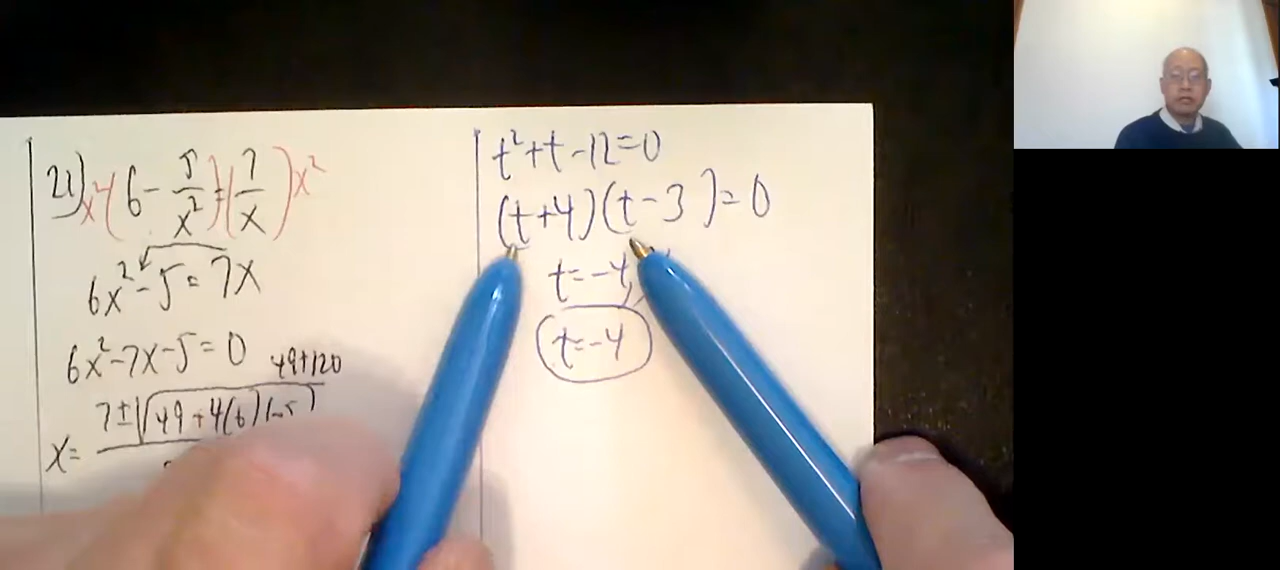 21) x²(6 - 5/x²) = (7/x)x²
6x² - 5 = 7x
6x² - 7x - 5 = 0
49+120
x = 7 ± √49 + 4(6)(-5)
t² + t - 12 = 0
(t + 4)(t - 3) = 0
t = -4,
t = -4